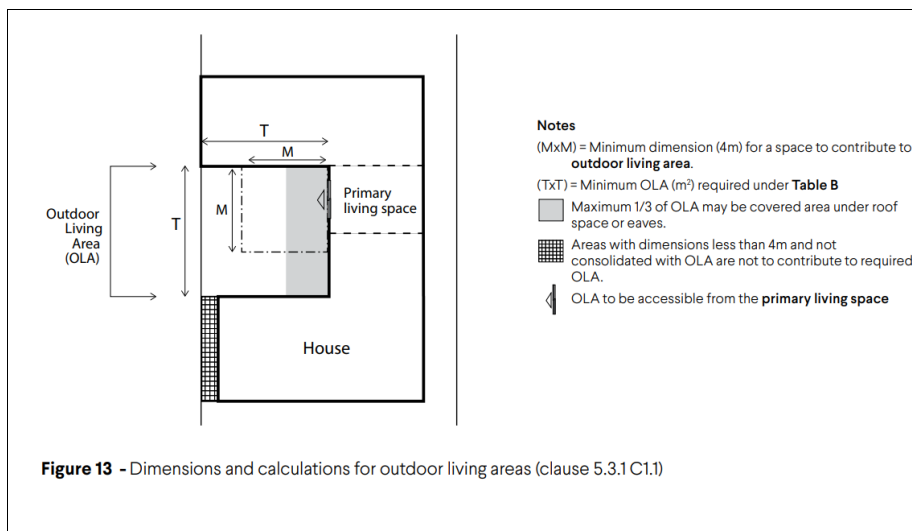 T
M
Outdoor
Living
Area
(OLA)
T
M
Primary
living space
House
Notes
(MxM) = Minimum dimension (4m) for a space to contribute to
outdoor living area.
(TxT) = Minimum OLA (m²) required under Table B
Maximum 1/3 of OLA may be covered area under roof
space or eaves.
Areas with dimensions less than 4m and not
consolidated with OLA are not to contribute to required
OLA.
OLA to be accessible from the primary living space
Figure 13 - Dimensions and calculations for outdoor living areas (clause 5.3.1 C1.1)